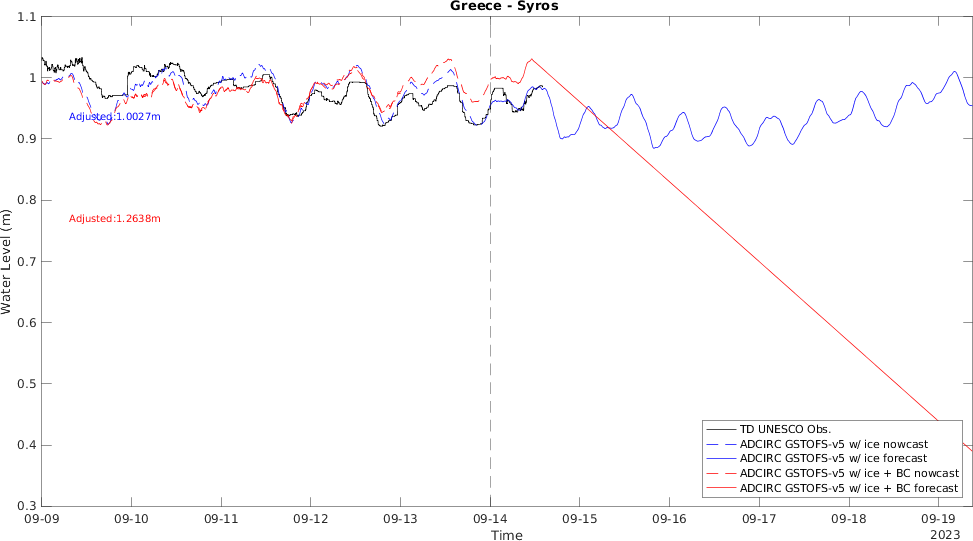 Greece - Syros
Water Level (m)
1.1
1
0.9
0.8
0.7
0.6
0.5
0.4
0.3
Adjusted:1.0027m
Adjusted:1.2638m
TD UNESCO Obs.
ADCIRC GSTOFS-v5 w/ ice nowcast
ADCIRC GSTOFS-v5 w/ ice forecast
ADCIRC GSTOFS-v5 w/ ice + BC nowcast
ADCIRC GSTOFS-v5 w/ ice + BC forecast
09-09 09-10 09-11 09-12 09-13 09-14 09-15 09-16 09-17 09-18 09-19
Time
2023